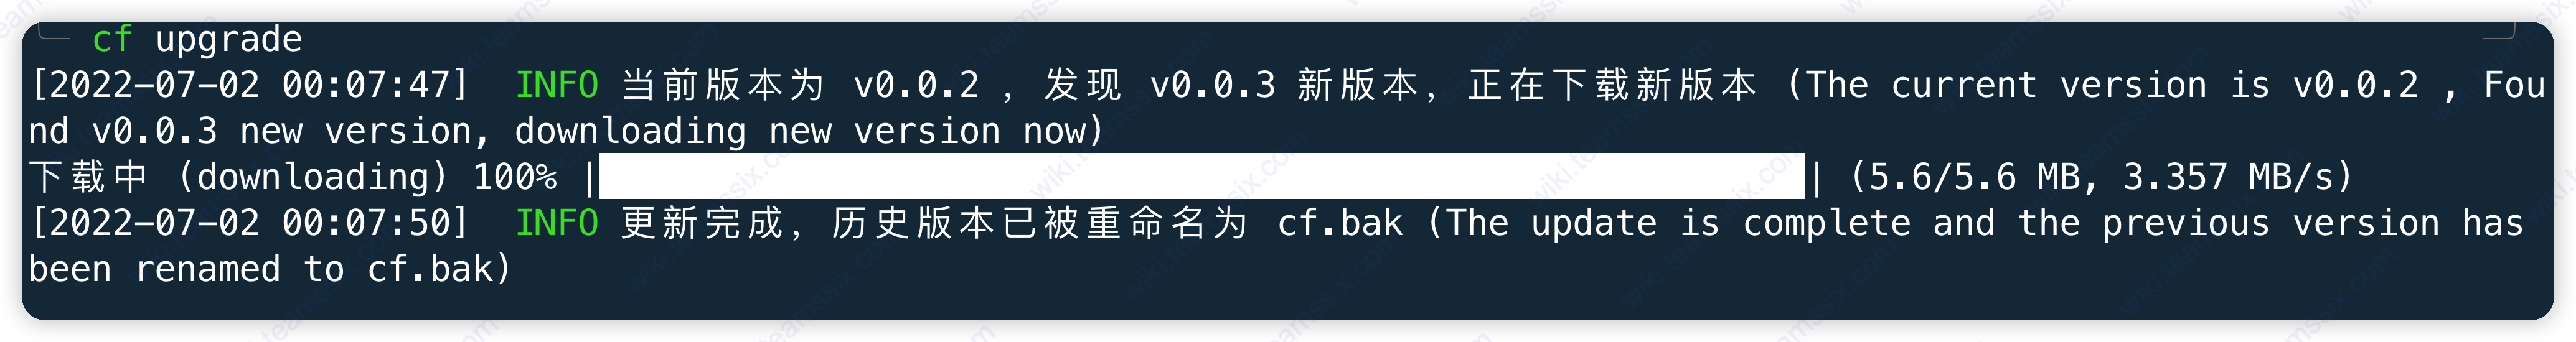 cf upgrade
[2022-07-02 00:07:47]  INFO 当前版本为 v0.0.2 ，发现 v0.0.3 新版本，正在下载新版本 (The current version is v0.0.2 , Fou
nd v0.0.3 new version, downloading new version now)
下载中 (downloading) 100% || (5.6/5.6 MB, 3.357 MB/s)
[2022-07-02 00:07:50]  INFO 更新完成，历史版本已被重命名为 cf.bak (The update is complete and the previous version has
been renamed to cf.bak)
wiki.teamssix.com